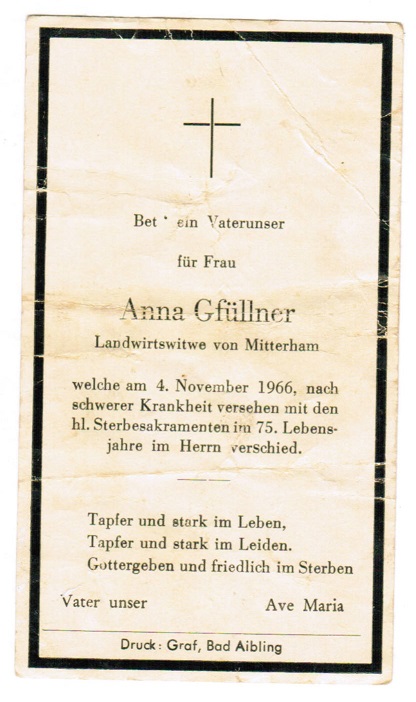 Bet ' ein Vaterunser
für Frau
Anna Gfüllner
Landwirtswitwe von Mitterham
welche am 4. November 1966, nach
schwerer Krankheit versehen mit den
hl. Sterbesakramenten im 75. Lebens-
jahre im Herrn verschied.
Tapfer und stark im Leben,
Tapfer und stark im Leiden.
Gottergeben und friedlich im Sterben
Vater unser Ave Maria
Druck: Graf, Bad Aibling